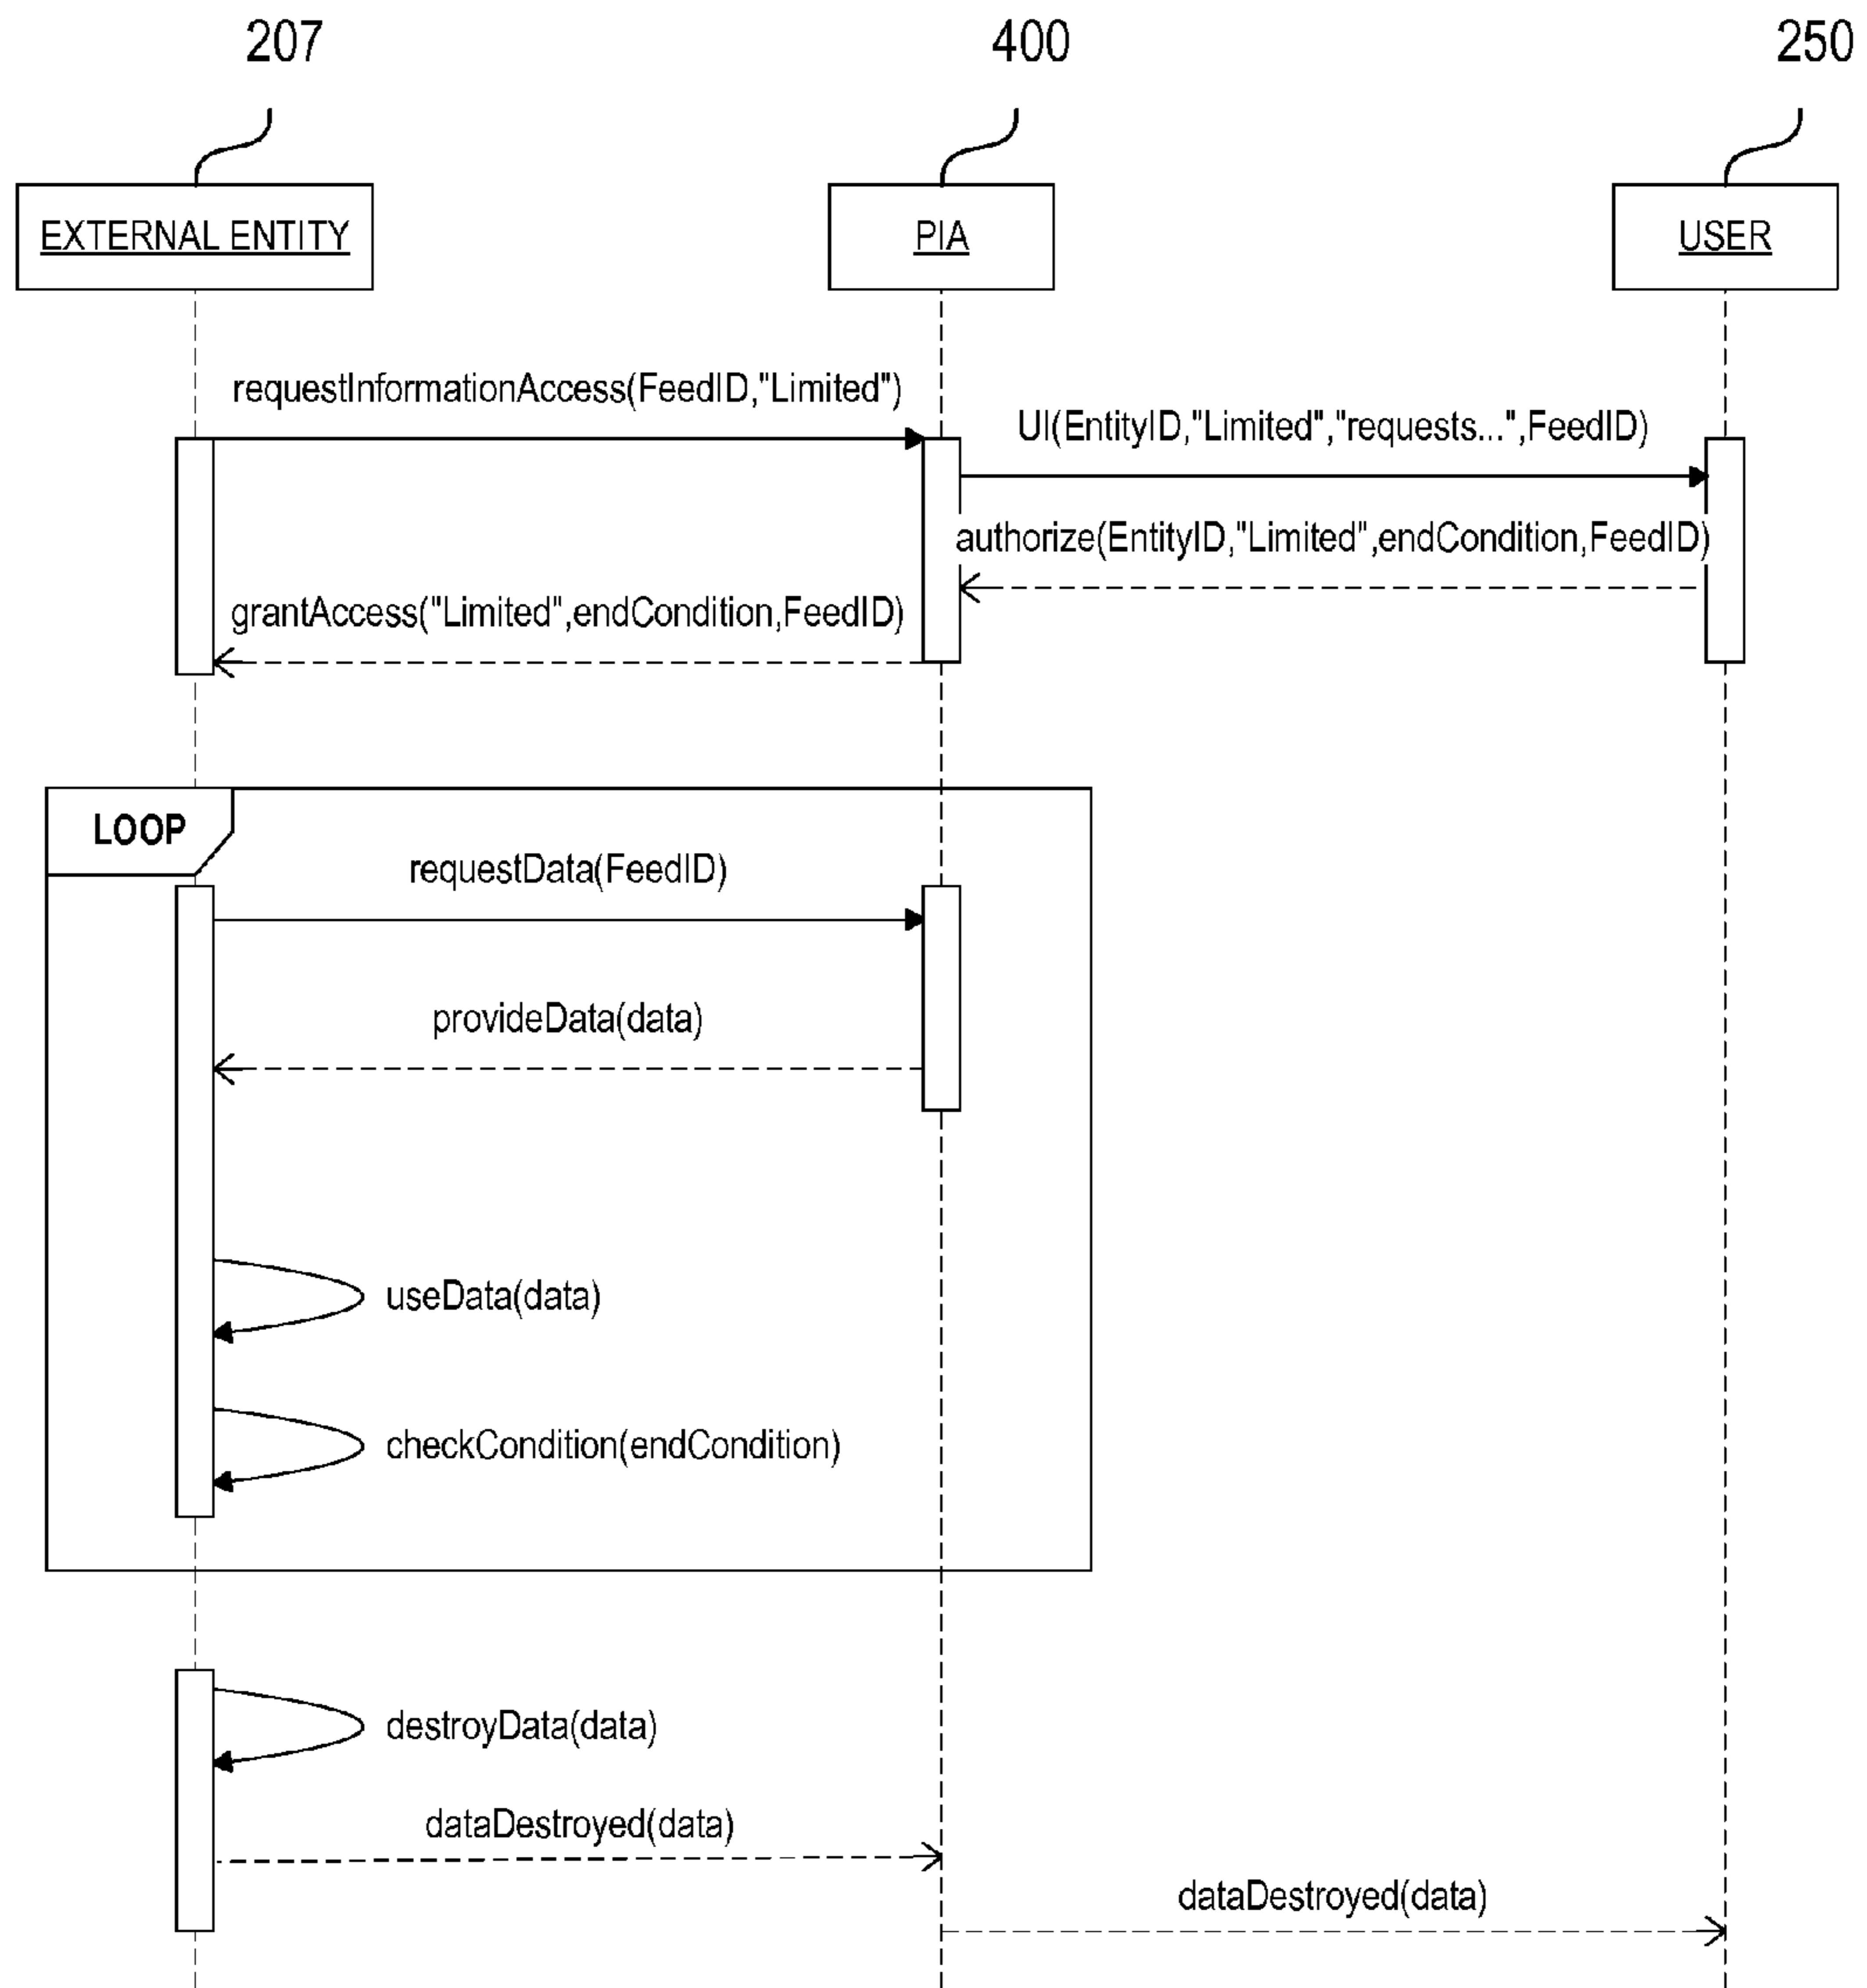 207
400
250
EXTERNAL ENTITY
PIA
USER
requestInformationAccess(FeedID,"Limited")
UI(EntityID,"Limited","requests...",FeedID)
authorize(EntityID,"Limited",endCondition,FeedID)
grantAccess("Limited",endCondition,FeedID)
LOOP
requestData(FeedID)
provideData(data)
useData(data)
checkCondition(endCondition)
destroyData(data)
dataDestroyed(data)
dataDestroyed(data)